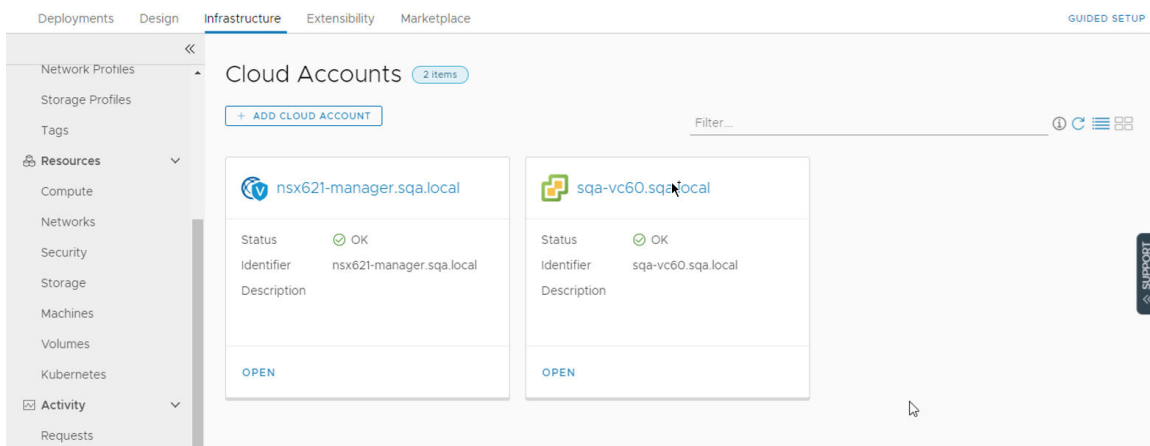 Deployments Design Infrastructure Extensibility Marketplace GUIDED SETUP
Network Profiles
Storage Profiles
Tags
Resources
Compute
Networks
Security
Storage
Machines
Volumes
Kubernetes
Activity
Requests
Cloud Accounts 2 items
+ ADD CLOUD ACCOUNT
Filter...
nsx621-manager.sqa.local
Status OK
Identifier nsx621-manager.sqa.local
Description
OPEN
sqa-vc60.sqa.local
Status OK
Identifier sqa-vc60.sqa.local
Description
OPEN
SUPPORT